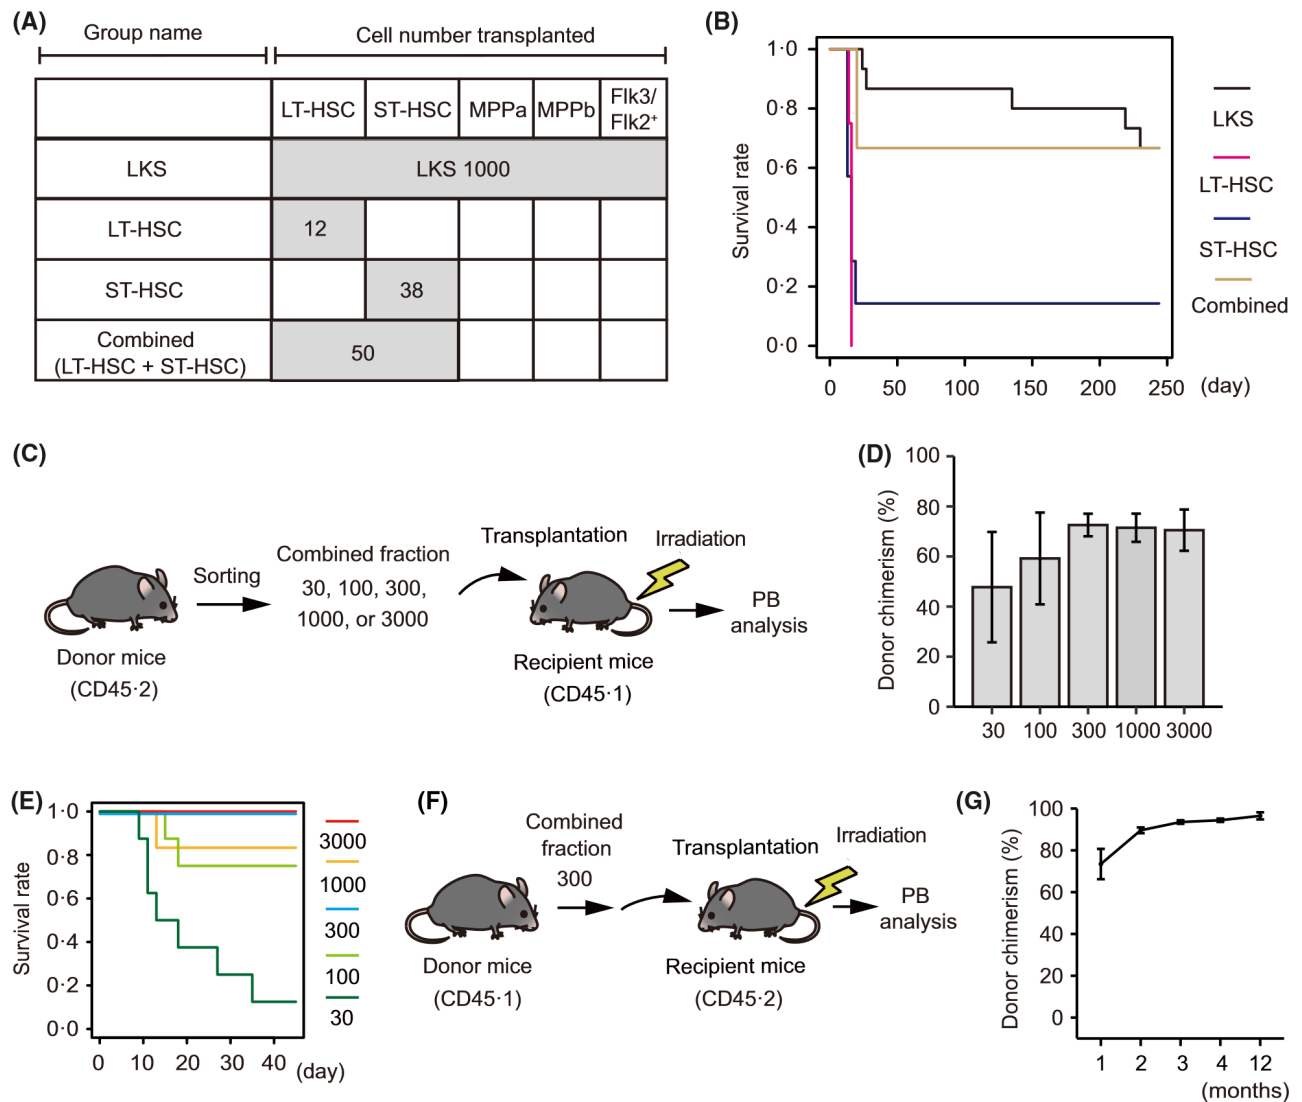 (A)
Group name
Cell number transplanted
LT-HSC
ST-HSC
MPPa
MPPb
Flk3/
Flk2+
LKS
LKS 1000
LT-HSC
12
ST-HSC
38
Combined
(LT-HSC + ST-HSC)
50
(B)
Survival rate
1·0
0·8
0·6
0·4
0·2
0·0
0
50
100
150
200
250
(day)
LKS
LT-HSC
ST-HSC
Combined
(C)
Donor mice
(CD45·2)
Sorting
Combined fraction
30, 100, 300,
1000, or 3000
Transplantation
Irradiation
Recipient mice
(CD45·1)
PB
analysis
(D)
Donor chimerism (%)
100
80
60
40
20
0
30
100
300
1000
3000
(E)
Survival rate
1·0
0·8
0·6
0·4
0·2
0·0
0
10
20
30
40
(day)
3000
1000
300
100
30
(F)
Donor mice
(CD45·1)
Combined
fraction
300
Transplantation
Irradiation
Recipient mice
(CD45·2)
PB
analysis
(G)
Donor chimerism (%)
100
80
60
40
20
0
1
2
3
4
12
(months)